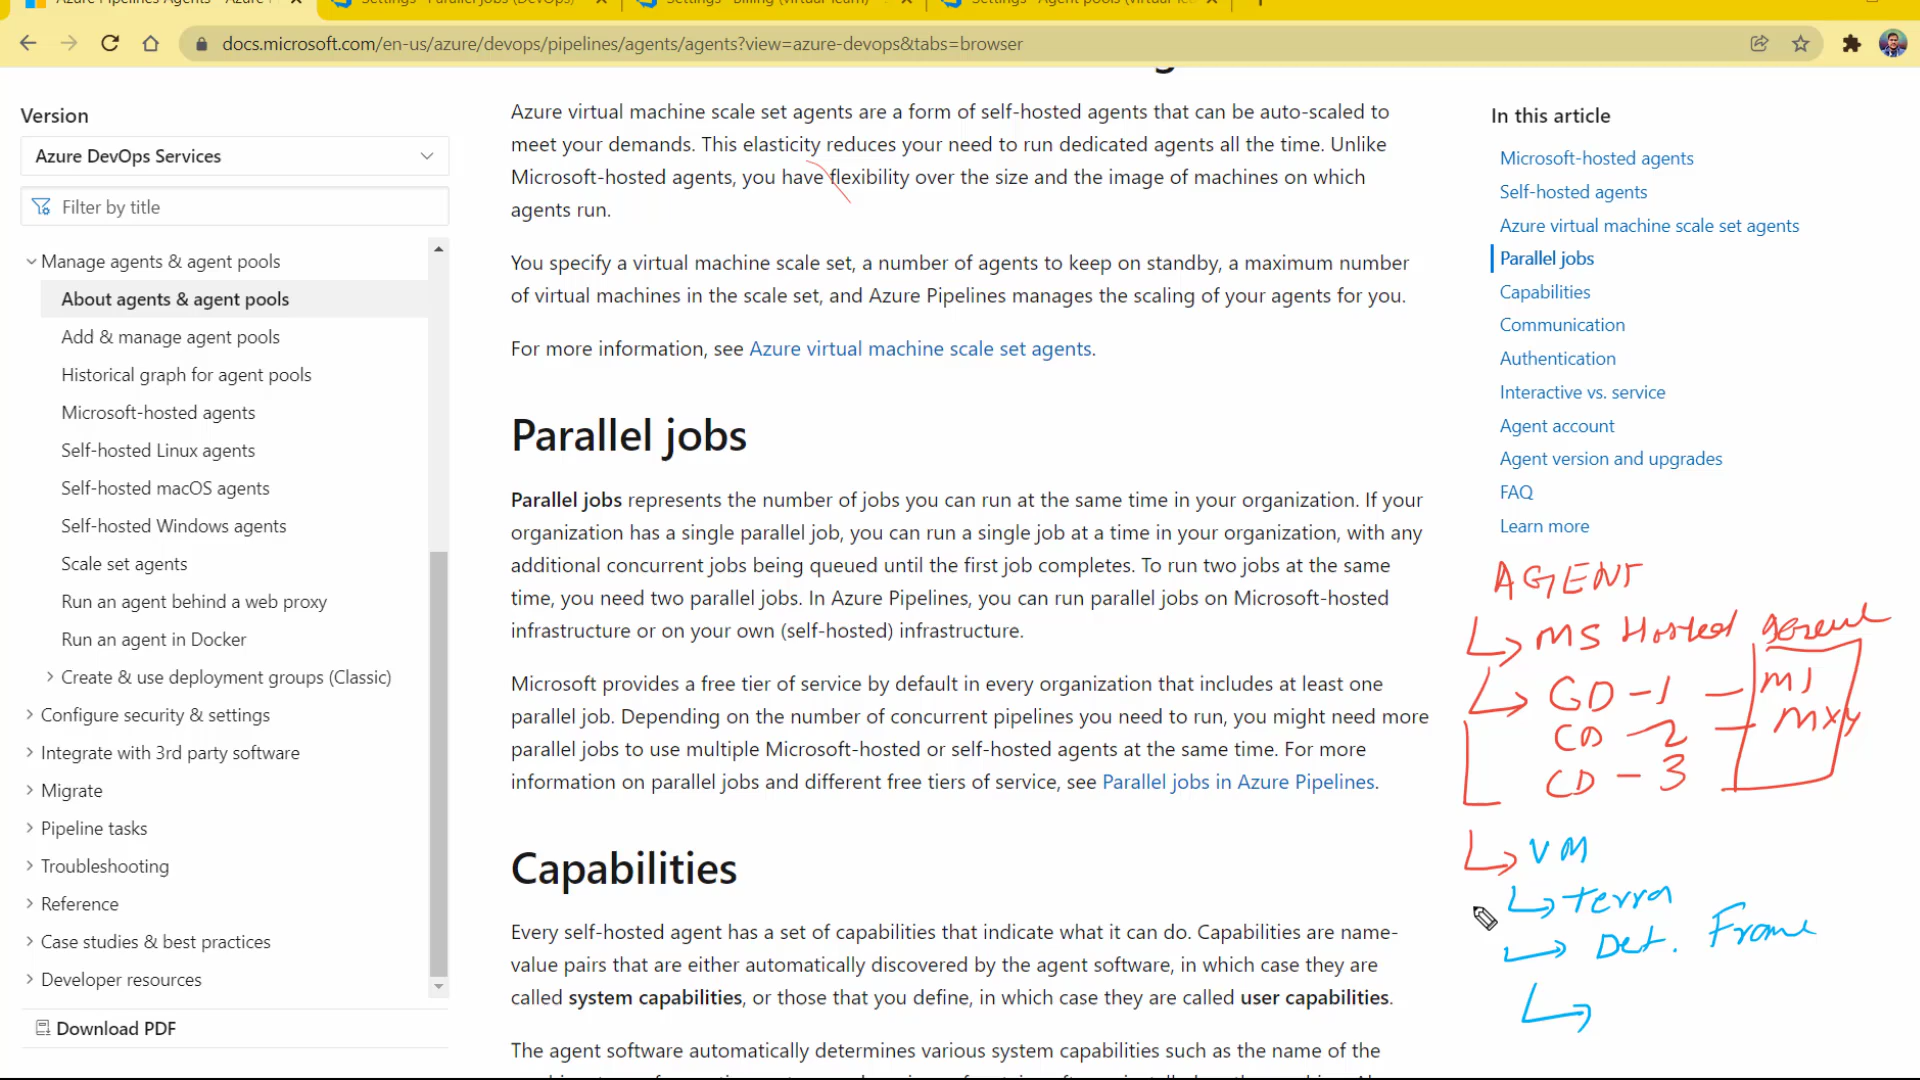 docs.microsoft.com/en-us/azure/devops/pipelines/agents/agents?view=azure-devops&tabs=browser
Version
Azure DevOps Services
Filter by title
Manage agents & agent pools
About agents & agent pools
Add & manage agent pools
Historical graph for agent pools
Microsoft-hosted agents
Self-hosted Linux agents
Self-hosted macOS agents
Self-hosted Windows agents
Scale set agents
Run an agent behind a web proxy
Run an agent in Docker
Create & use deployment groups (Classic)
Configure security & settings
Integrate with 3rd party software
Migrate
Pipeline tasks
Troubleshooting
Reference
Case studies & best practices
Developer resources
Download PDF
Azure virtual machine scale set agents are a form of self-hosted agents that can be auto-scaled to
meet your demands. This elasticity reduces your need to run dedicated agents all the time. Unlike
Microsoft-hosted agents, you have flexibility over the size and the image of machines on which
agents run.
You specify a virtual machine scale set, a number of agents to keep on standby, a maximum number
of virtual machines in the scale set, and Azure Pipelines manages the scaling of your agents for you.
For more information, see Azure virtual machine scale set agents.
Parallel jobs
Parallel jobs represents the number of jobs you can run at the same time in your organization. If your
organization has a single parallel job, you can run a single job at a time in your organization, with any
additional concurrent jobs being queued until the first job completes. To run two jobs at the same
time, you need two parallel jobs. In Azure Pipelines, you can run parallel jobs on Microsoft-hosted
infrastructure or on your own (self-hosted) infrastructure.
Microsoft provides a free tier of service by default in every organization that includes at least one
parallel job. Depending on the number of concurrent pipelines you need to run, you might need more
parallel jobs to use multiple Microsoft-hosted or self-hosted agents at the same time. For more
information on parallel jobs and different free tiers of service, see Parallel jobs in Azure Pipelines.
Capabilities
Every self-hosted agent has a set of capabilities that indicate what it can do. Capabilities are name-
value pairs that are either automatically discovered by the agent software, in which case they are
called system capabilities, or those that you define, in which case they are called user capabilities.
The agent software automatically determines various system capabilities such as the name of the
In this article
Microsoft-hosted agents
Self-hosted agents
Azure virtual machine scale set agents
Parallel jobs
Capabilities
Communication
Authentication
Interactive vs. service
Agent account
Agent version and upgrades
FAQ
Learn more
AGENT
MS Hosted
CD - 1 - M1
CD - 2 - MXY
CD - 3
VM
terra
Frame